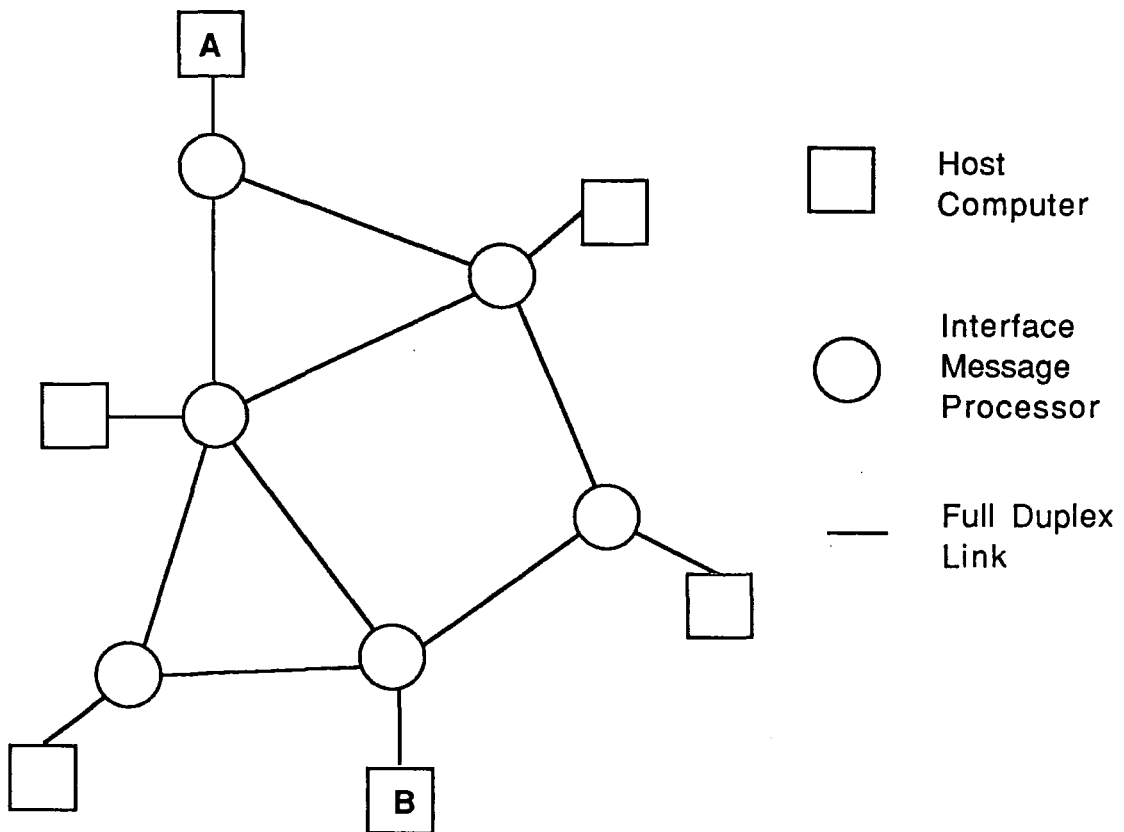 A
Host
Computer
Interface
Message
Processor
Full Duplex
Link
B